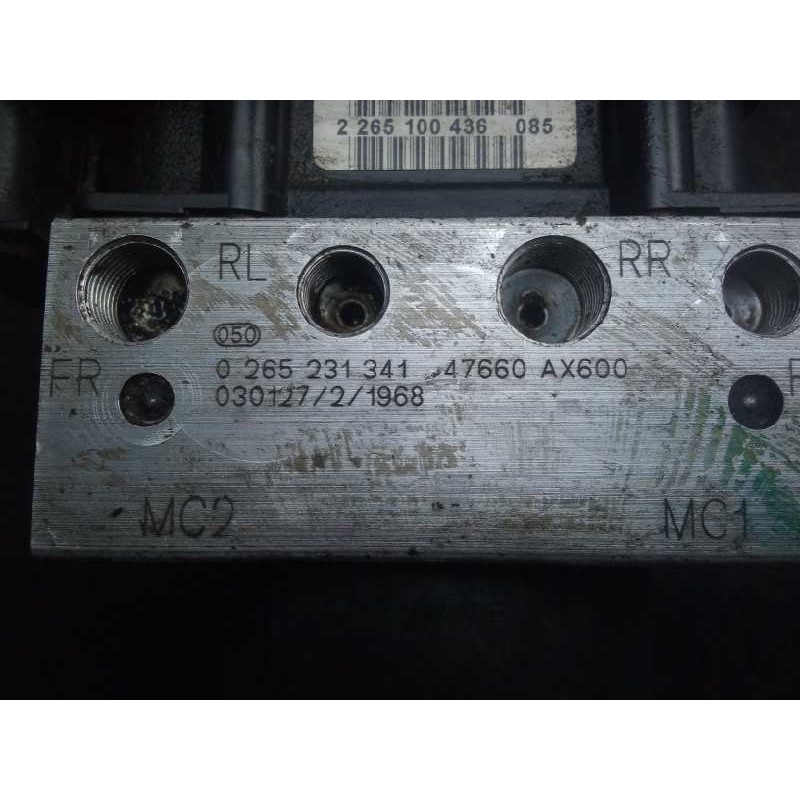 2 265 100 436 085
RL RR
050
FR
0 265 231 341 47660 AX600
030127/2/1968
MC2 MC1